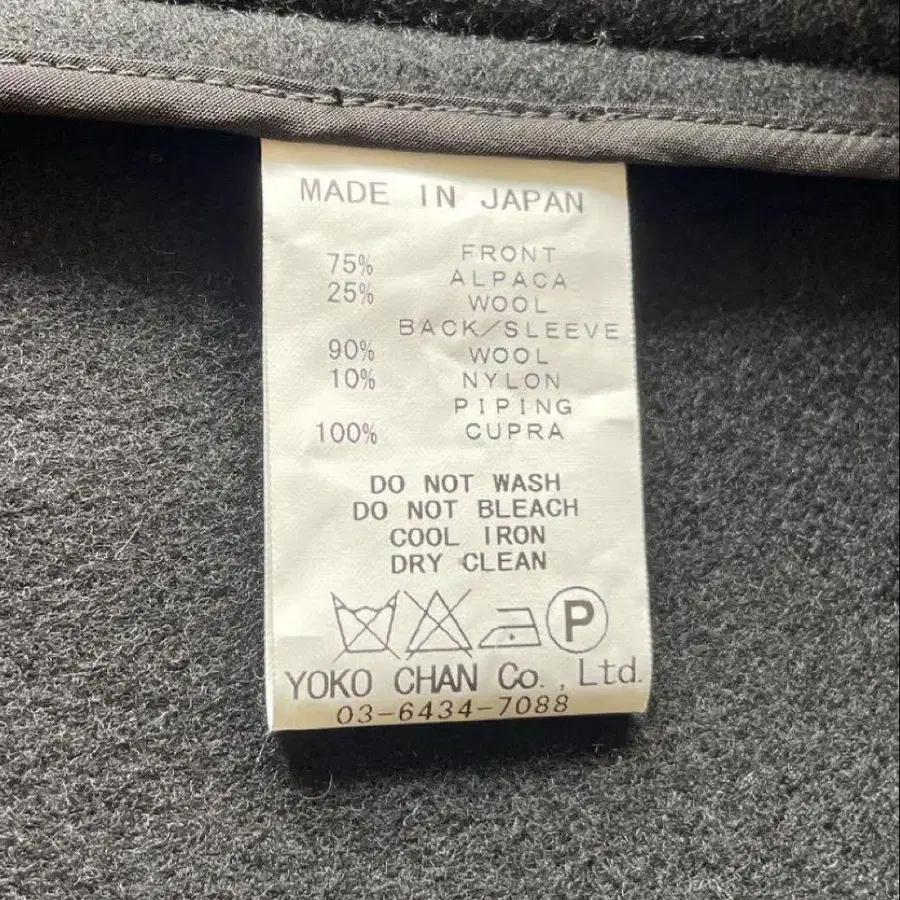 MADE IN JAPAN
FRONT
75% ALPACA
25% WOOL
BACK/SLEEVE
90% WOOL
10% NYLON
PIPING
100% CUPRA
DO NOT WASH
DO NOT BLEACH
COOL IRON
DRY CLEAN
P
YOKO CHAN Co.,Ltd.
03-6434-7088